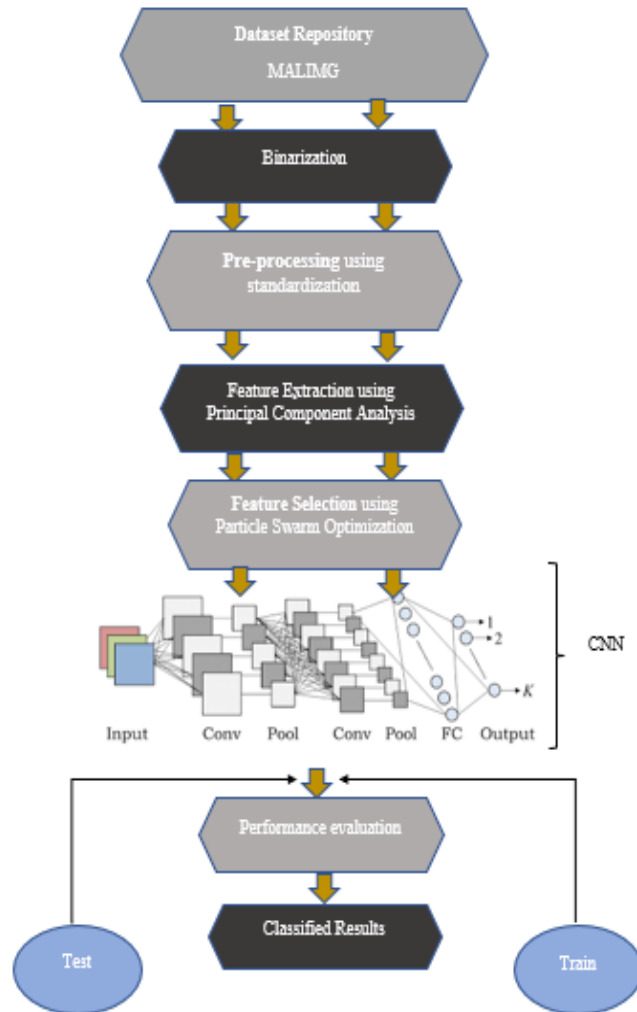 Dataset Repository
MALIMG
Binarization
Pre-processing using
standardization
Feature Extraction using
Principal Component Analysis
Feature Selection using
Particle Swarm Optimization
1
2
K
CNN
Input Conv Pool Conv Pool FC Output
Performance evaluation
Classified Results
Test
Train